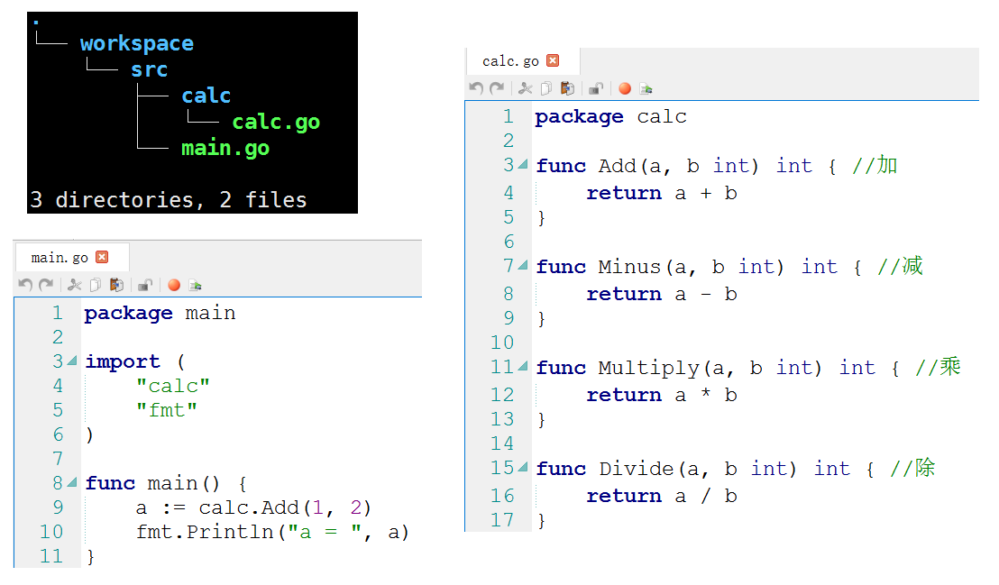 .
workspace
src
calc
calc.go
main.go
3 directories, 2 files
main.go
1 package main
2
3 import (
4 "calc"
5 "fmt"
6 )
7
8 func main() {
9 a := calc.Add(1, 2)
10 fmt.Println("a = ", a)
11 }
calc.go
1 package calc
2
3 func Add(a, b int) int { //加
4 return a + b
5 }
6
7 func Minus(a, b int) int { //减
8 return a - b
9 }
10
11 func Multiply(a, b int) int { //乘
12 return a * b
13 }
14
15 func Divide(a, b int) int { //除
16 return a / b
17 }